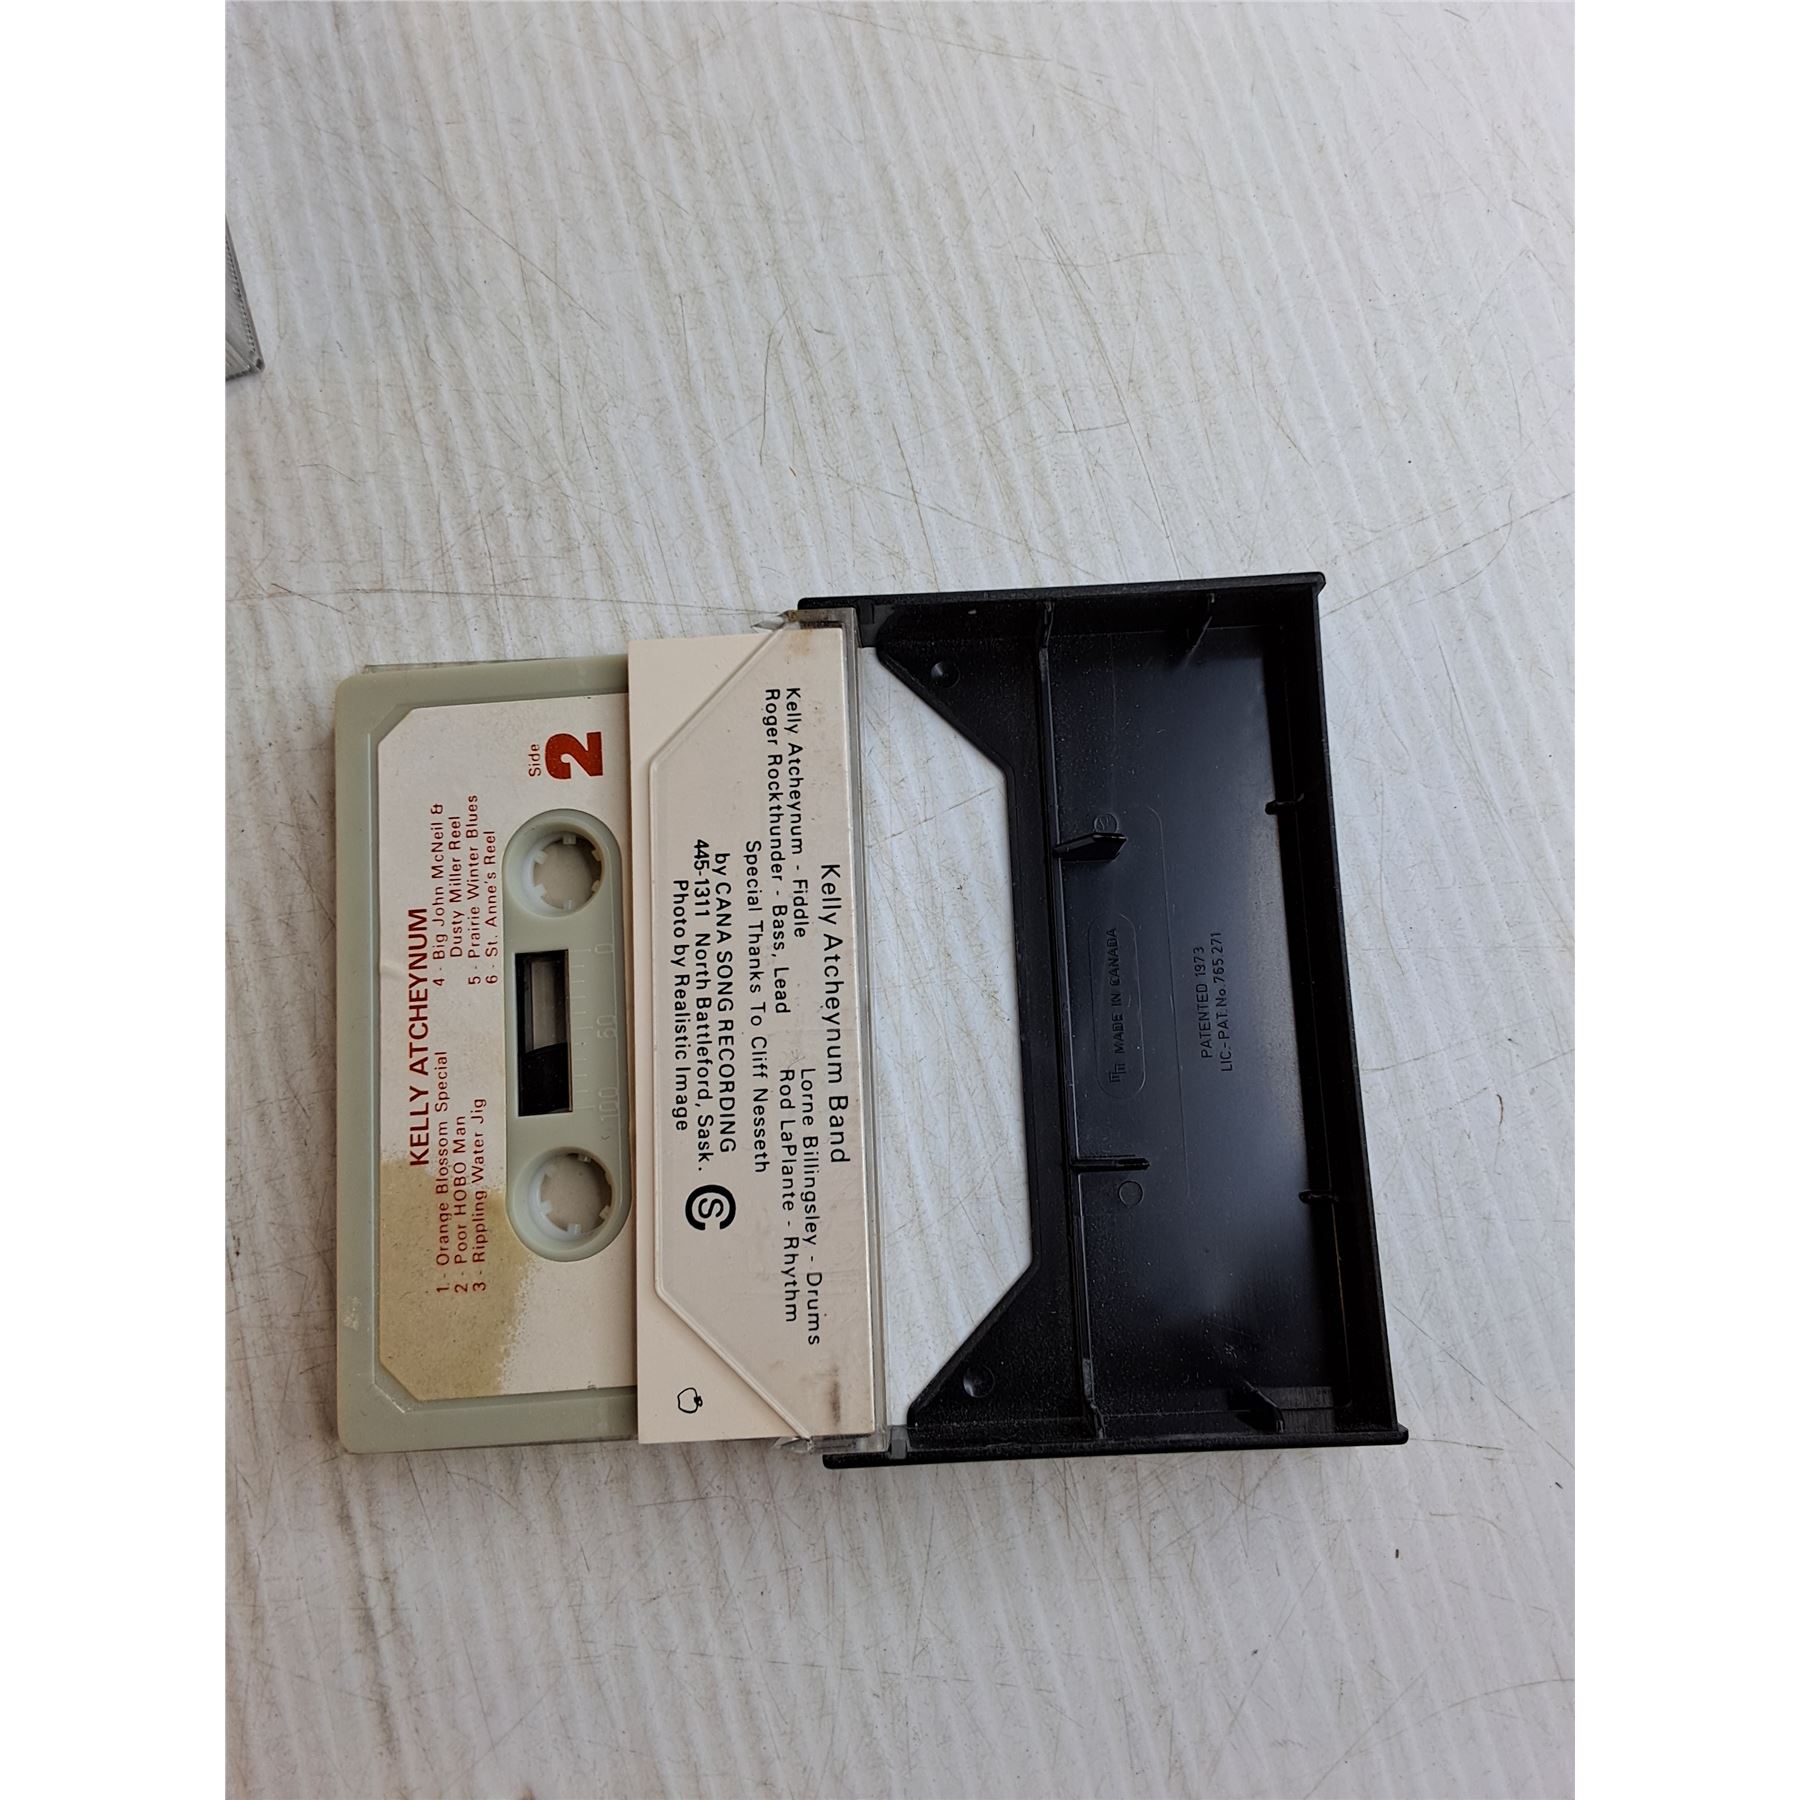 KELLY ATCHEYNUM
1 - Orange Blossom Special
2 - Poor HOBO Man
3 - Rippling Water Jig
4 - Big John McNeil &
Dusty Miller Reel
5 - Prairie Winter Blues
6 - St. Anne's Reel
Side
2
100 50 0
Kelly Atcheynum Band
Kelly Atcheynum - Fiddle Lorne Billingsley - Drums
Roger Rockthunder - Bass, Lead Rod LaPlante - Rhythm
Special Thanks To Cliff Nesseth
by CANA SONG RECORDING
445-1311 North Battleford, Sask.
Photo by Realistic Image
CS
MADE IN CANADA
PATENTED 1973
LIC.-PAT.No.765.271